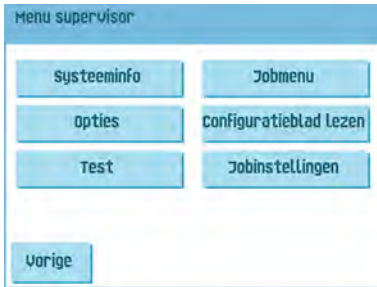 Menu supervisor
Systeeminfo
Jobmenu
Opties
Configuratieblad lezen
Test
Jobinstellingen
Vorige